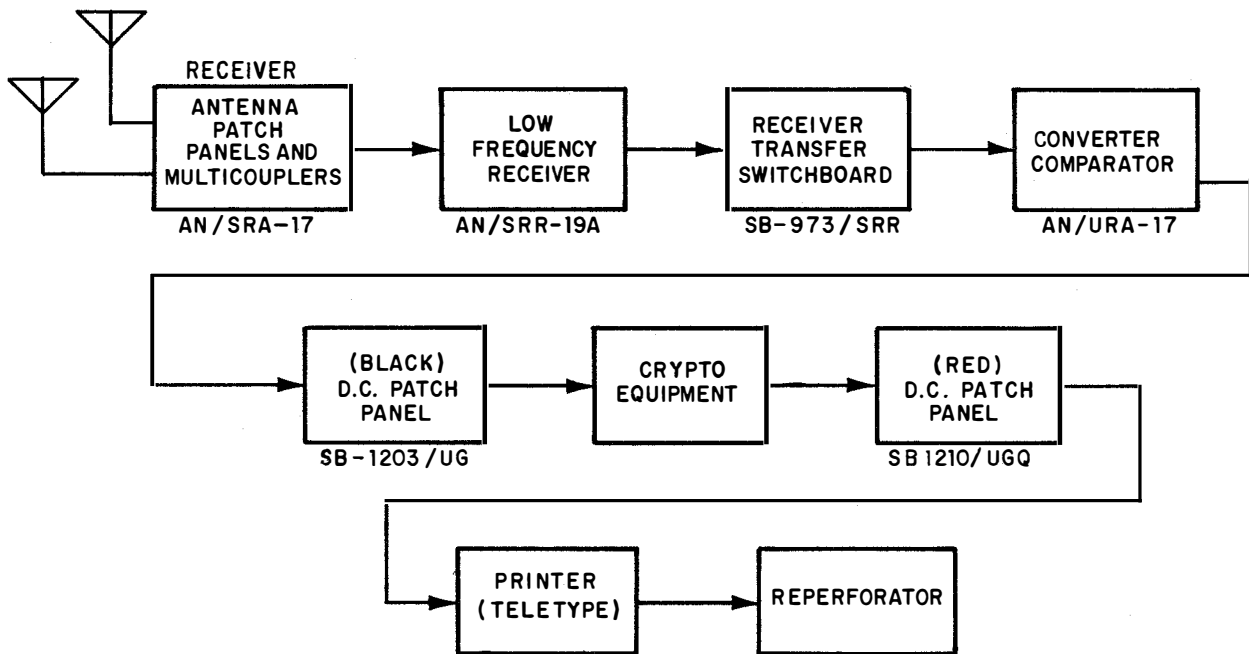 RECEIVER
ANTENNA
PATCH
PANELS AND
MULTICOUPLERS
AN/SRA-17
LOW
FREQUENCY
RECEIVER
AN/SRR-19A
RECEIVER
TRANSFER
SWITCHBOARD
SB-973/SRR
CONVERTER
COMPARATOR
AN/URA-17
(BLACK)
D.C. PATCH
PANEL
SB-1203/UG
CRYPTO
EQUIPMENT
(RED)
D.C. PATCH
PANEL
SB 1210/UGQ
PRINTER
(TELETYPE)
REPERFORATOR